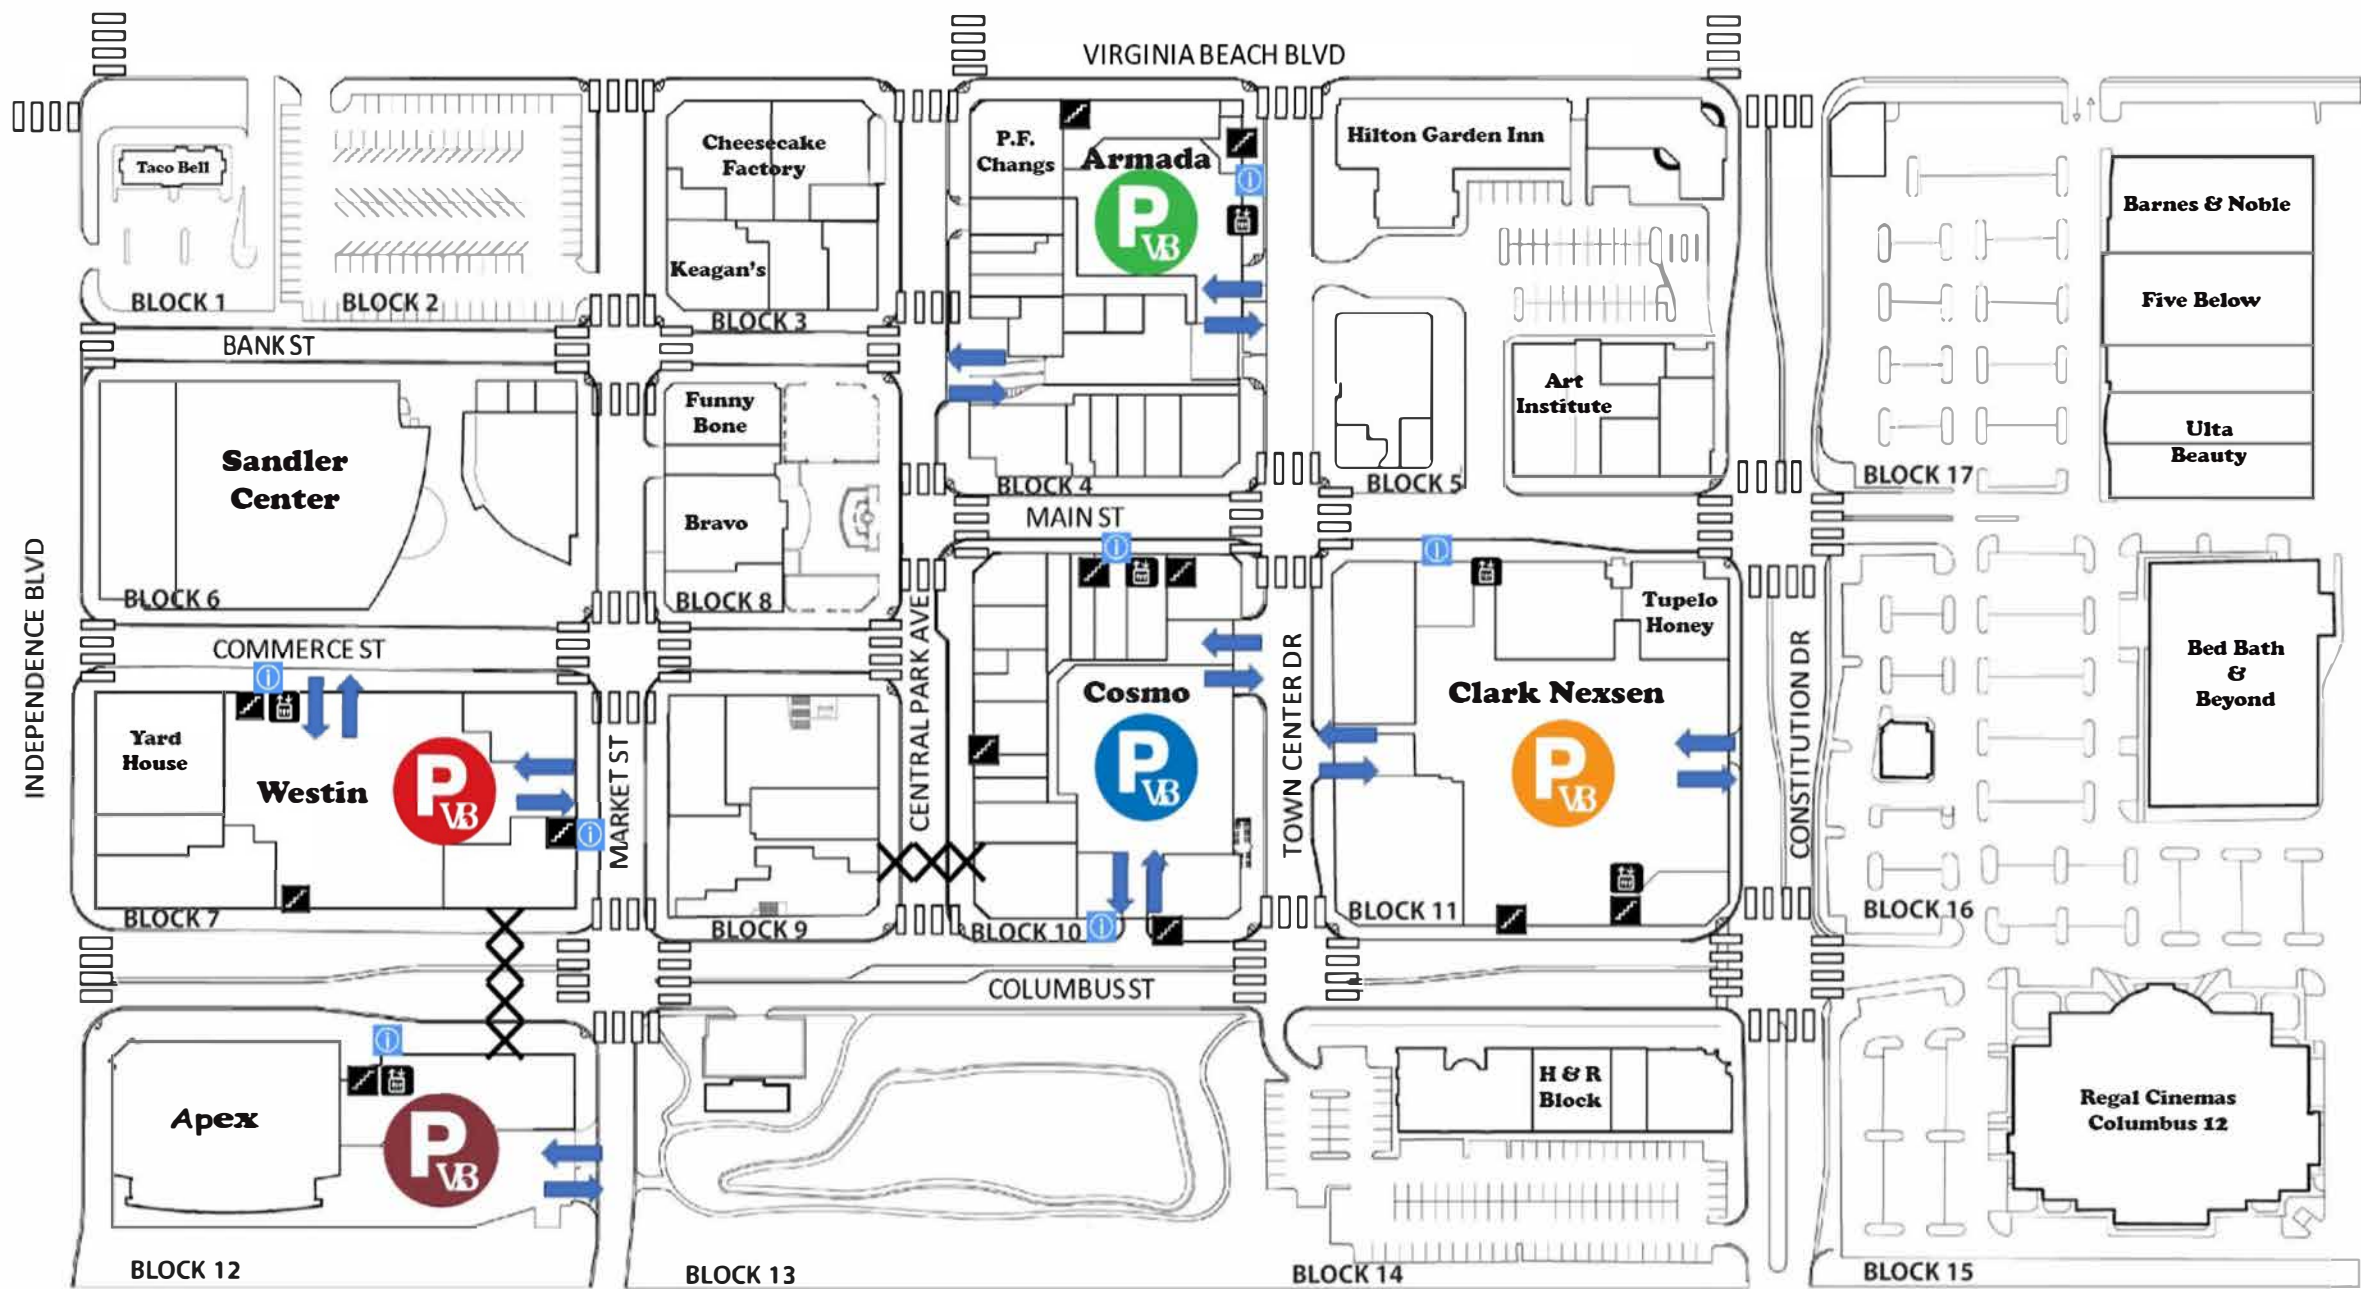 VIRGINIA BEACH BLVD
Taco Bell
BLOCK 1
BLOCK 2
Cheesecake
Factory
Keagan's
BLOCK 3
P.F.
Changs
Armada
P
VB
BLOCK 4
Hilton Garden Inn
Art
Institute
BLOCK 5
Barnes & Noble
Five Below
Ulta
Beauty
BLOCK 17
BANK ST
Sandler
Center
BLOCK 6
Funny
Bone
Bravo
BLOCK 8
MAIN ST
INDEPENDENCE BLVD
COMMERCE ST
CENTRAL PARK AVE
MARKET ST
TOWN CENTER DR
CONSTITUTION DR
Yard
House
Westin
P
VB
BLOCK 7
BLOCK 9
Cosmo
P
VB
BLOCK 10
Tupelo
Honey
Clark Nexsen
P
VB
BLOCK 11
Bed Bath
&
Beyond
BLOCK 16
COLUMBUS ST
Apex
P
VB
BLOCK 12
BLOCK 13
H & R
Block
BLOCK 14
Regal Cinemas
Columbus 12
BLOCK 15